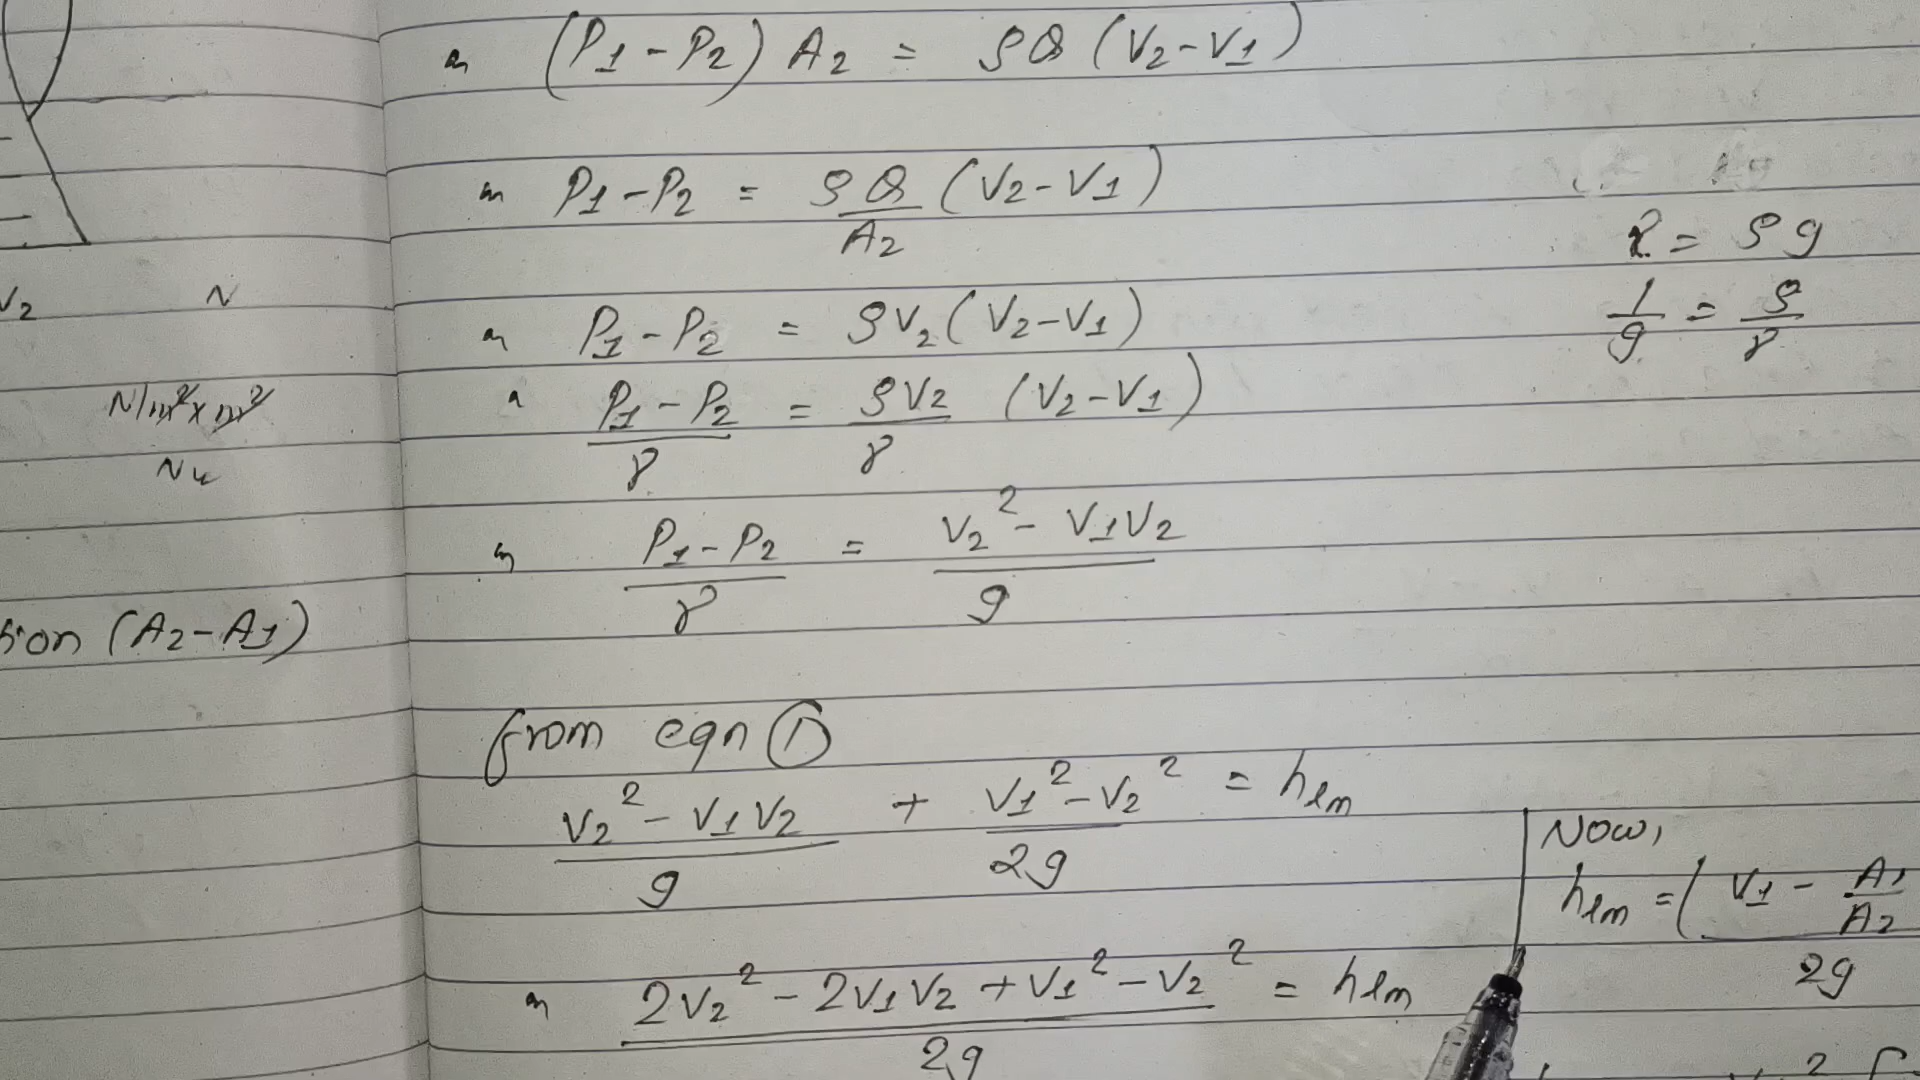 (P1-P2) A2 = ρQ (V2-V1)
P1-P2 = ρQ/A2 (V2-V1)
P1-P2 = ρV2 (V2-V1)
(P1-P2)/γ = ρV2/γ (V2-V1)
(P1-P2)/γ = (V2² - V1V2)/g
from eqn ①
(V2² - V1V2)/g + (V1² - V2²)/2g = hlm
(2V2² - 2V1V2 + V1² - V2²)/2g = hlm
γ = ρg
1/g = ρ/γ
Now,
hlm = (V1 - A1/A2
2g
V2
N
N/m² x m²
(A2-A1)